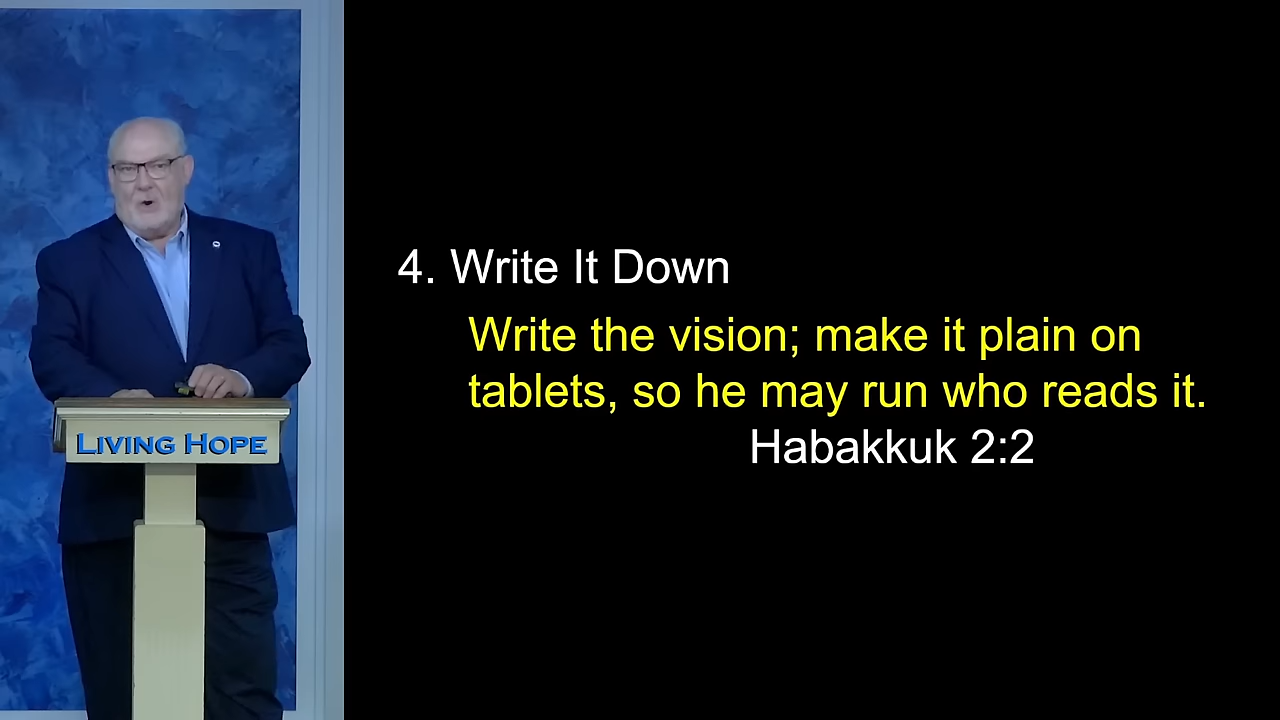 LIVING HOPE
4. Write It Down
Write the vision; make it plain on
tablets, so he may run who reads it.
Habakkuk 2:2